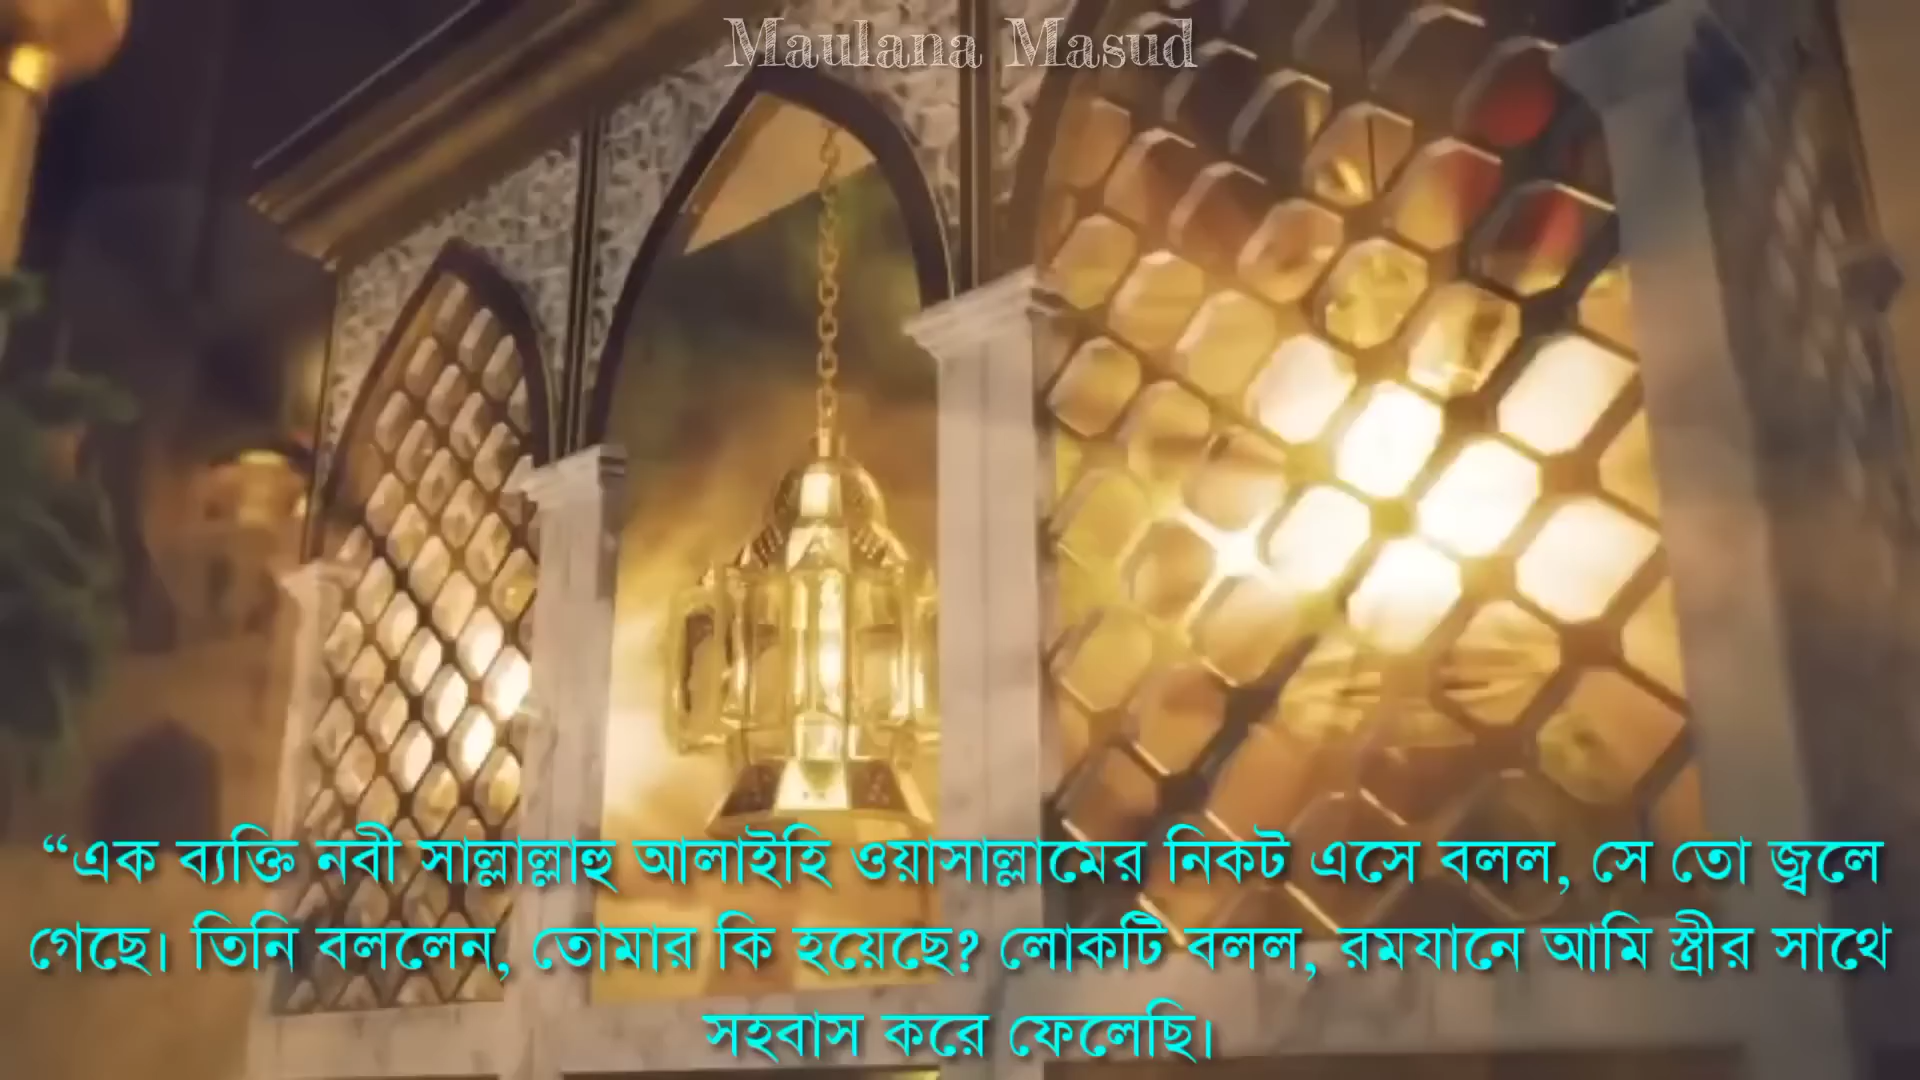 Maulana Masud
“এক ব্যক্তি নবী সাল্লাল্লাহু আলাইহি ওয়াসাল্লামের নিকট এসে বলল, সে তো জ্বলে
গেছে। তিনি বললেন, তোমার কি হয়েছে? লোকটি বলল, রমযানে আমি স্ত্রীর সাথে
সহবাস করে ফেলেছি।